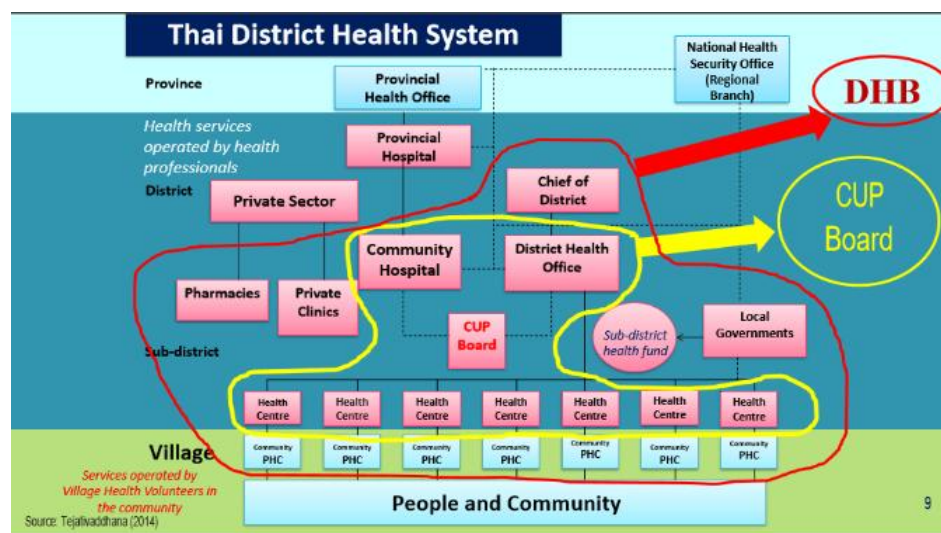 Thai District Health System
Province
Provincial
Health Office
National Health
Security Office
(Regional
Branch)
DHB
Health services
operated by health
professionals
Provincial
Hospital
District
Private Sector
Chief of
District
CUP
Board
Community
Hospital
District Health
Office
Pharmacies
Private
Clinics
CUP
Board
Sub-district
health fund
Local
Governments
Sub-district
Health
Centre
Health
Centre
Health
Centre
Health
Centre
Health
Centre
Health
Centre
Health
Centre
Village
Community
PHC
Community
PHC
Community
PHC
Community
PHC
Community
PHC
Community
PHC
Community
PHC
Services operated by
Village Health Volunteers in
the community
People and Community
9
Source: Tejativaddhana (2014)